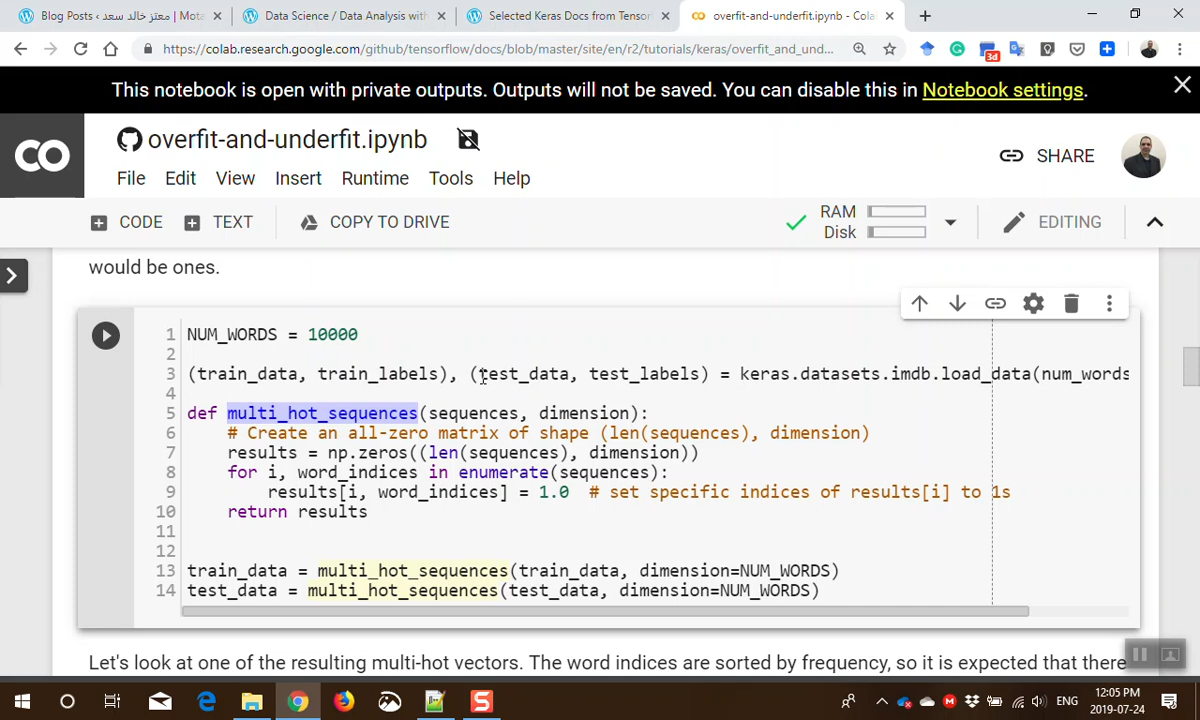 Blog Posts ‹ معتز خالد سعد | Mota
Data Science / Data Analysis with
Selected Keras Docs from Tensorf
overfit-and-underfit.ipynb - Cola
https://colab.research.google.com/github/tensorflow/docs/blob/master/site/en/r2/tutorials/keras/overfit_and_und...
3d
This notebook is open with private outputs. Outputs will not be saved. You can disable this in Notebook settings.
CO
overfit-and-underfit.ipynb
SHARE
File Edit View Insert Runtime Tools Help
CODE TEXT COPY TO DRIVE
RAM
Disk
EDITING
would be ones.
1 NUM_WORDS = 10000
2
3 (train_data, train_labels), (test_data, test_labels) = keras.datasets.imdb.load_data(num_words
4
5 def multi_hot_sequences(sequences, dimension):
6 # Create an all-zero matrix of shape (len(sequences), dimension)
7 results = np.zeros((len(sequences), dimension))
8 for i, word_indices in enumerate(sequences):
9 results[i, word_indices] = 1.0 # set specific indices of results[i] to 1s
10 return results
11
12
13 train_data = multi_hot_sequences(train_data, dimension=NUM_WORDS)
14 test_data = multi_hot_sequences(test_data, dimension=NUM_WORDS)
Let's look at one of the resulting multi-hot vectors. The word indices are sorted by frequency, so it is expected that there
ENG
12:05 PM
2019-07-24